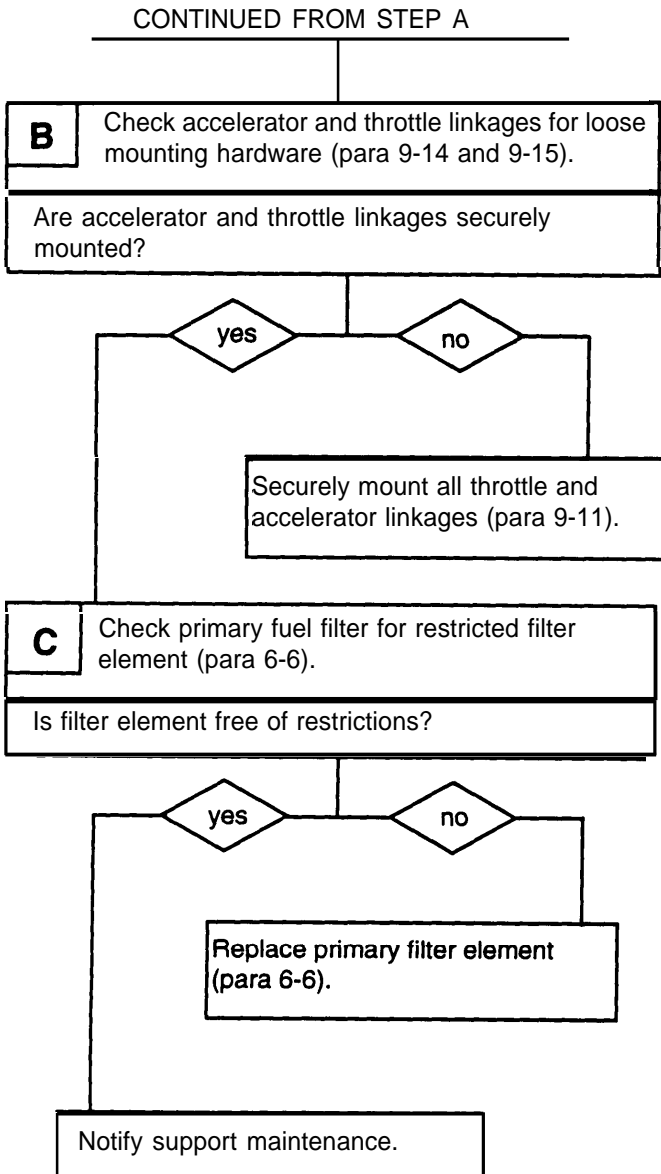 CONTINUED FROM STEP A
B
Check accelerator and throttle linkages for loose
mounting hardware (para 9-14 and 9-15).
Are accelerator and throttle linkages securely
mounted?
yes
no
Securely mount all throttle and
accelerator linkages (para 9-11).
C
Check primary fuel filter for restricted filter
element (para 6-6).
Is filter element free of restrictions?
yes
no
Replace primary filter element
(para 6-6).
Notify support maintenance.